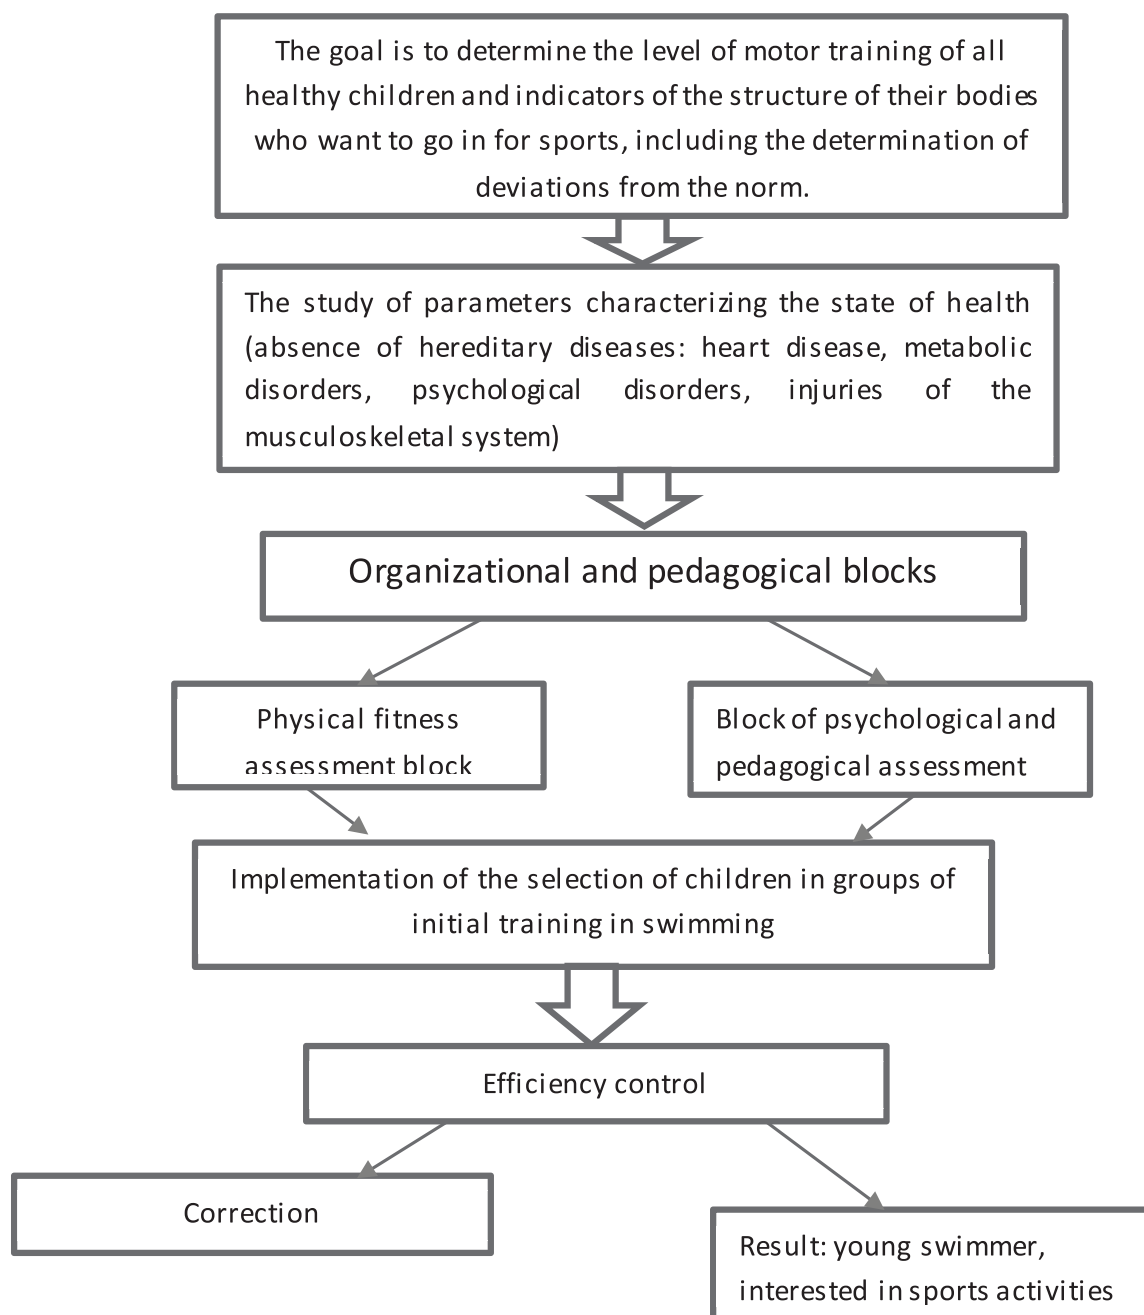 The goal is to determine the level of motor training of all
healthy children and indicators of the structure of their bodies
who want to go in for sports, including the determination of
deviations from the norm.
The study of parameters characterizing the state of health
(absence of hereditary diseases: heart disease, metabolic
disorders, psychological disorders, injuries of the
musculoskeletal system)
Organizational and pedagogical blocks
Physical fitness
assessment block
Block of psychological and
pedagogical assessment
Implementation of the selection of children in groups of
initial training in swimming
Efficiency control
Correction
Result: young swimmer,
interested in sports activities